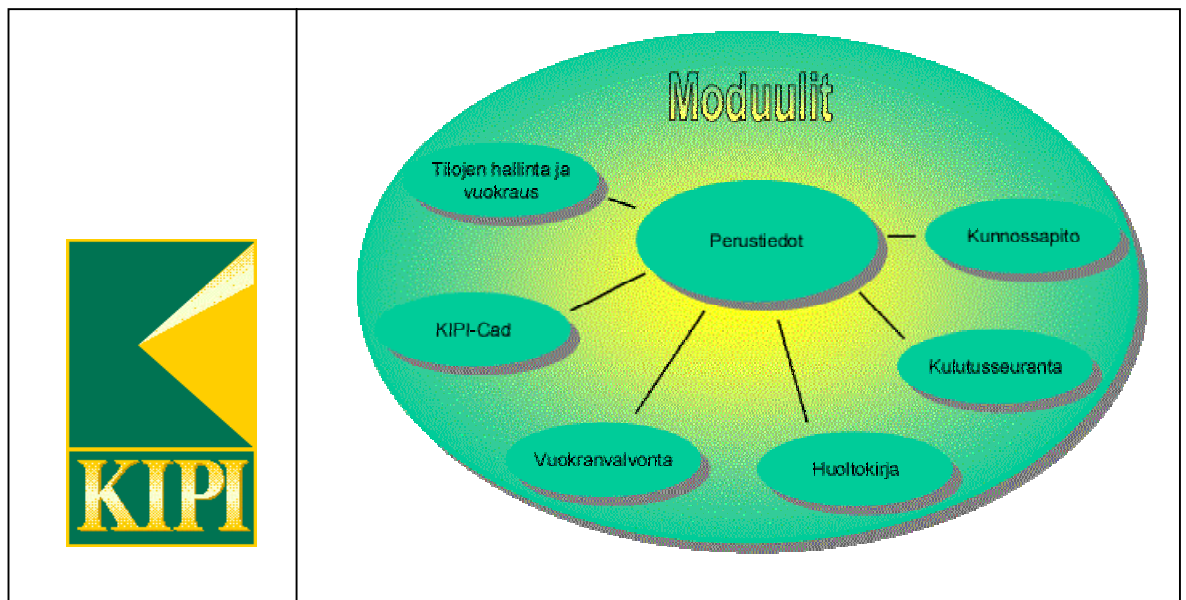 KIPI
Moduulit
Tilojen hallinta ja
vuokraus
Perustiedot
Kunnossapito
KIPI-Cad
Kulutusseuranta
Vuokranvalvonta
Huoltokirja